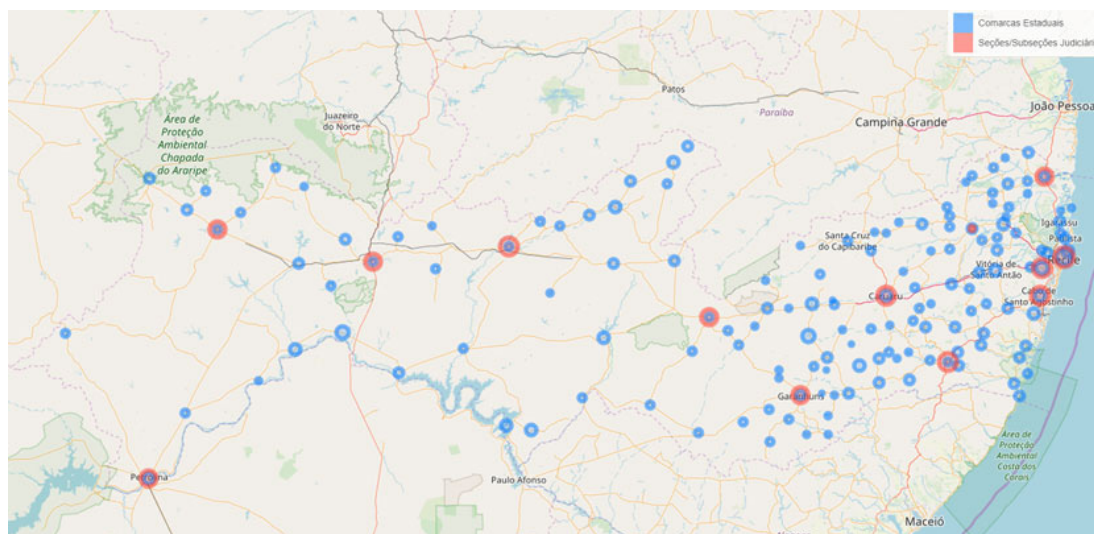 Comarcas Estaduais
Seções/Subseções Judiciári
Patos
Paraíba
João Pessoa
Campina Grande
Juazeiro
do Norte
Área de
Proteção
Ambiental
Chapada
do Araripe
Igarassu
Paulista
Recife
Santa Cruz
do Capibaribe
Vitória de
Santo Antão
Cabo de
Santo Agostinho
Caruaru
Garanhuns
Área de
Proteção
Ambiental
Costa dos
Corais
Petrolina
Paulo Afonso
Maceió